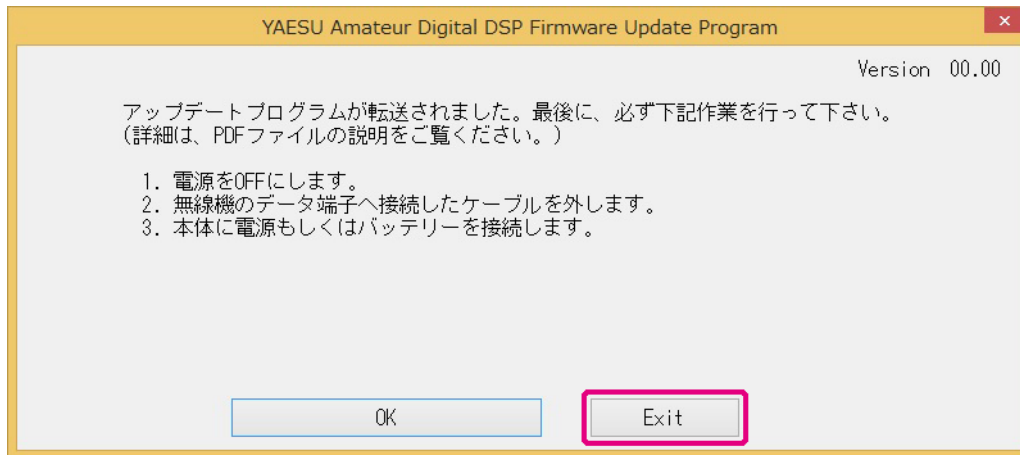 YAESU Amateur Digital DSP Firmware Update Program
×
Version 00.00
アップデートプログラムが転送されました。最後に、必ず下記作業を行って下さい。
(詳細は、PDFファイルの説明をご覧ください。)
1. 電源をOFFにします。
2. 無線機のデータ端子へ接続したケーブルを外します。
3. 本体に電源もしくはバッテリーを接続します。
OK Exit